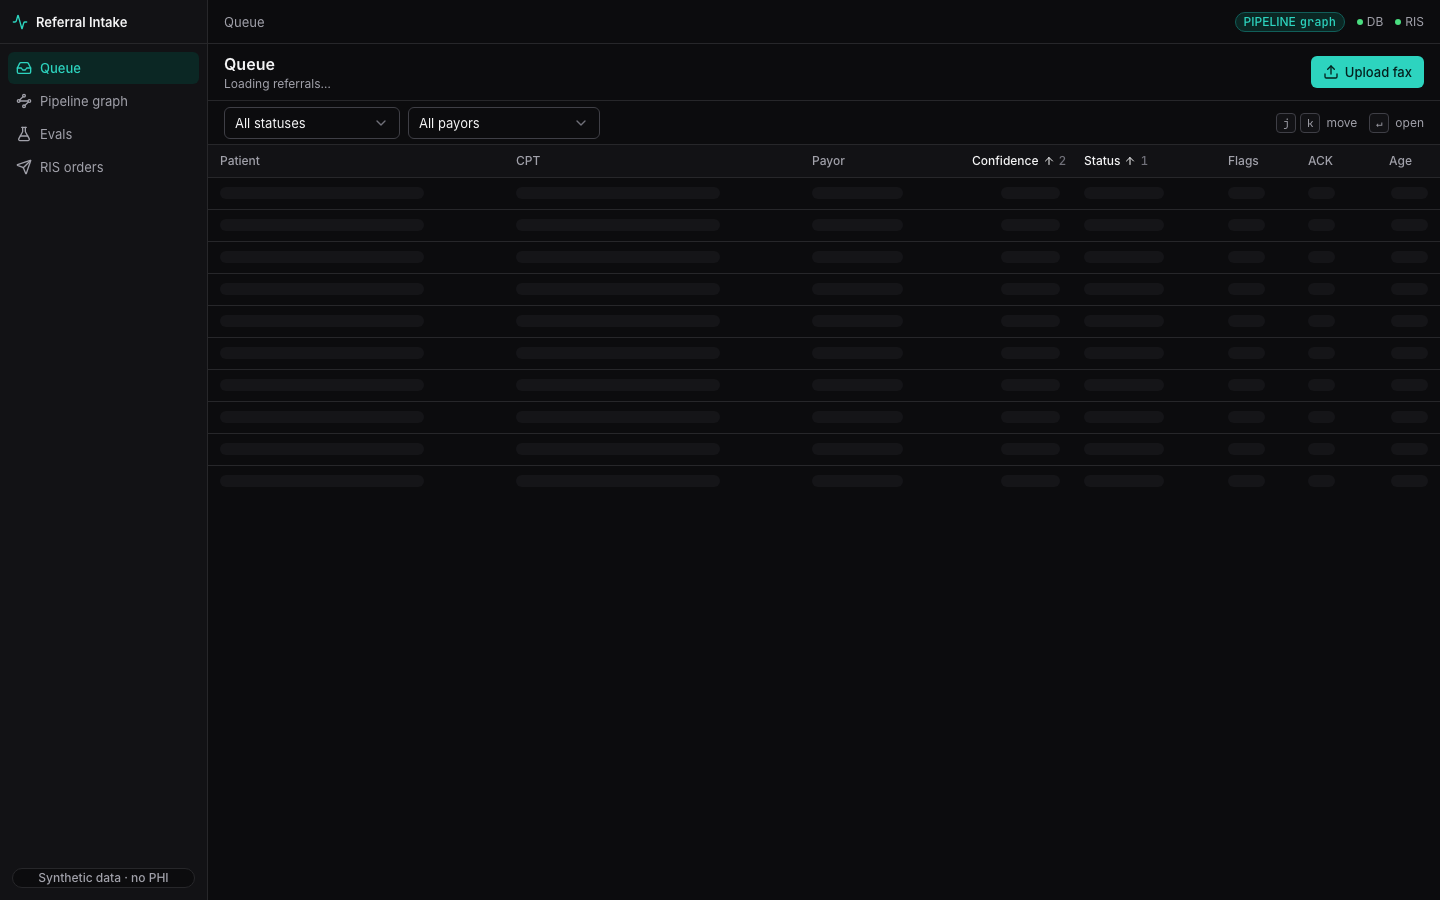 Referral Intake
Queue
Pipeline graph
Evals
RIS orders
Synthetic data · no PHI
Queue
PIPELINE graph
DB
RIS
Queue
Loading referrals...
Upload fax
All statuses
All payors
j k move ↵ open
Patient CPT Payor Confidence ↑ 2 Status ↑ 1 Flags ACK Age